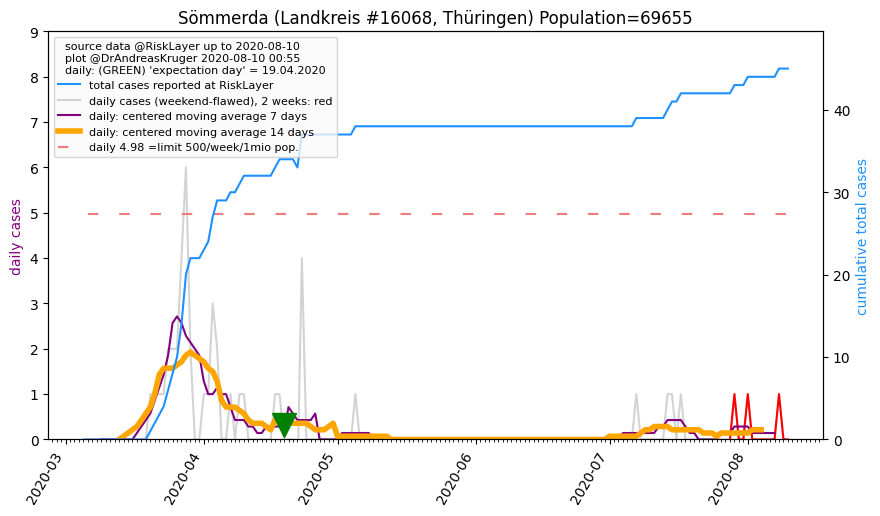 Sömmerda (Landkreis #16068, Thüringen) Population=69655
source data @RiskLayer up to 2020-08-10
plot @DrAndreasKruger 2020-08-10 00:55
daily: (GREEN) 'expectation day' = 19.04.2020
total cases reported at RiskLayer
daily cases (weekend-flawed), 2 weeks: red
daily: centered moving average 7 days
daily: centered moving average 14 days
daily 4.98 =limit 500/week/1mio pop.
daily cases
9
8
7
6
5
4
3
2
1
0
cumulative total cases
40
30
20
10
0
2020-03
2020-04
2020-05
2020-06
2020-07
2020-08